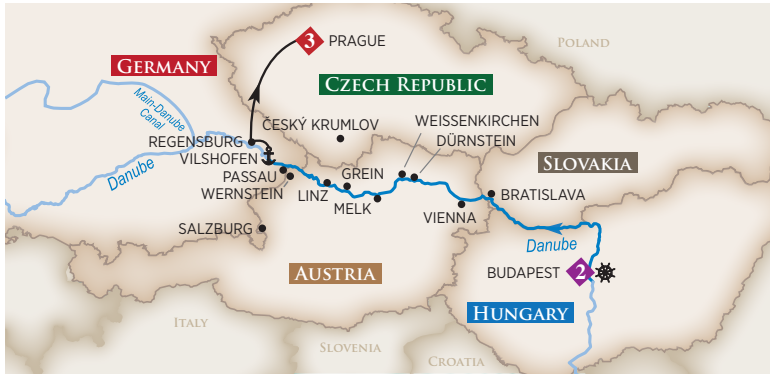 3
PRAGUE
POLAND
GERMANY
CZECH REPUBLIC
Main-Danube
Canal
WEISSENKIRCHEN
DÜRNSTEIN
REGENSBURG
ČESKÝ KRUMLOV
VILSHOFEN
SLOVAKIA
Danube
PASSAU
GREIN
WERNSTEIN
LINZ
MELK
BRATISLAVA
VIENNA
SALZBURG
Danube
AUSTRIA
BUDAPEST
2
HUNGARY
ITALY
SLOVENIA
CROATIA